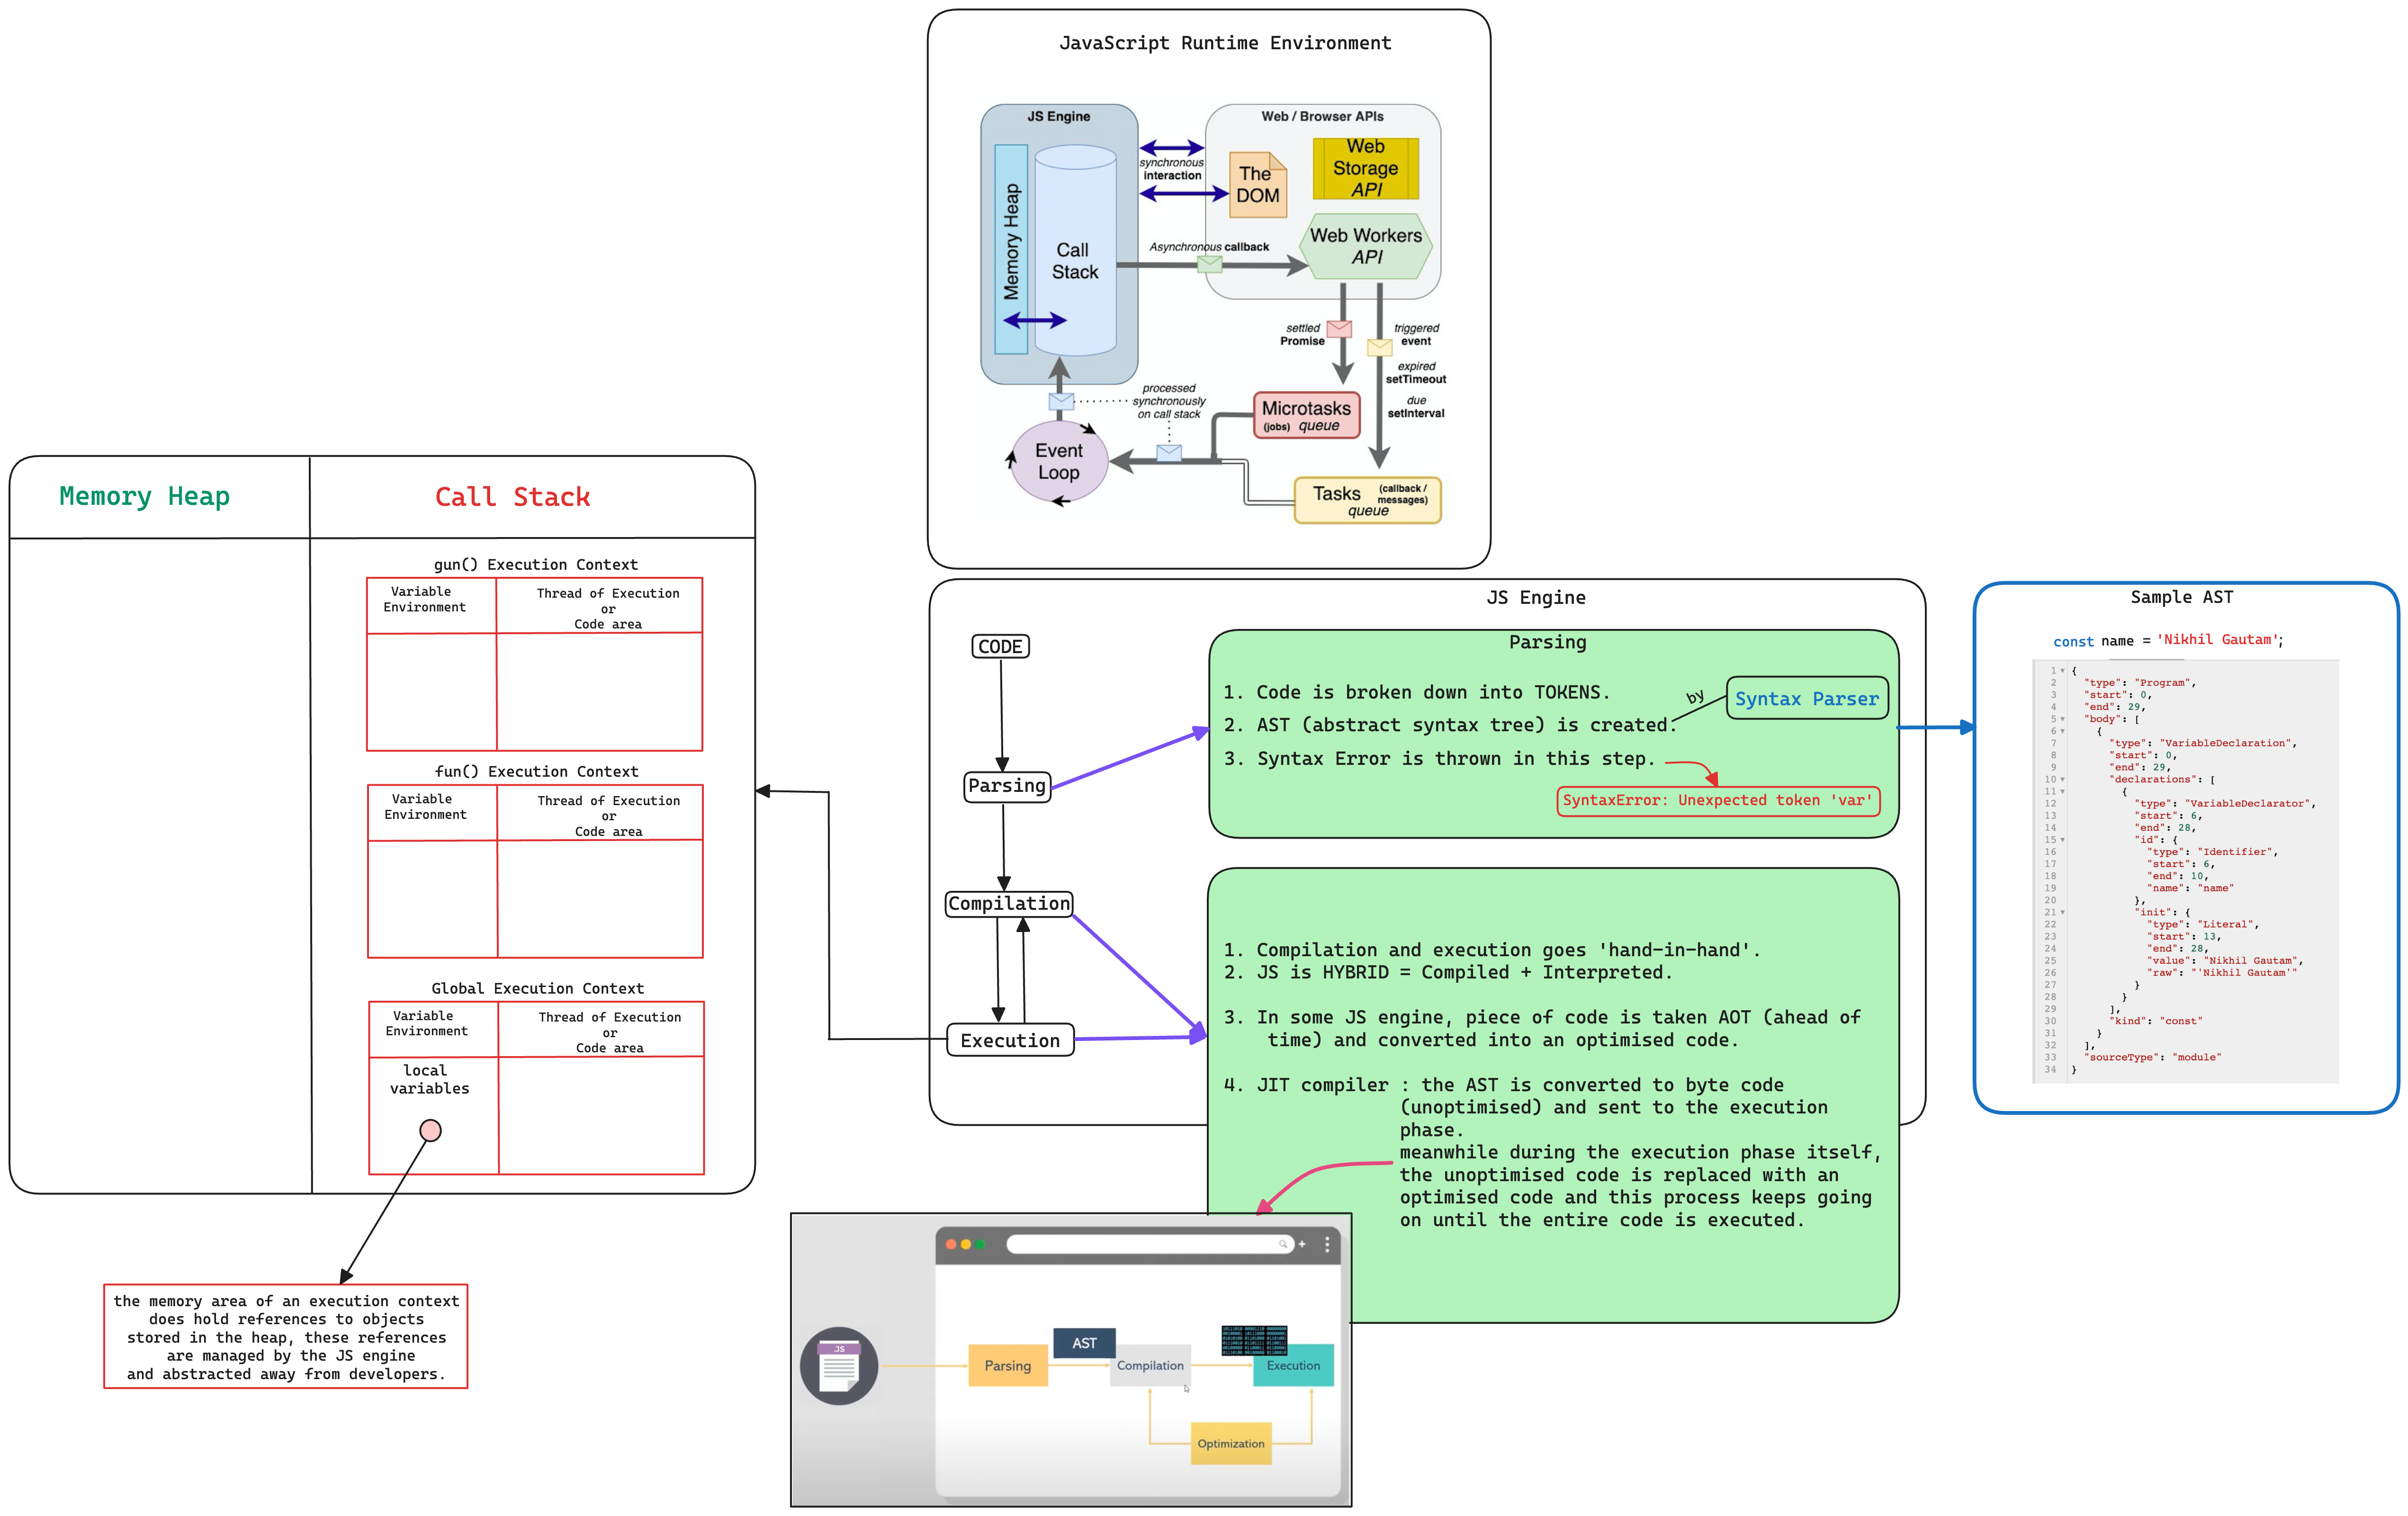 JavaScript Runtime Environment
JS Engine
Memory Heap
Call
Stack
synchronous
interaction
Web / Browser APIs
The
DOM
Web
Storage
API
Web Workers
API
Asynchronous callback
settled
Promise
triggered
event
expired
setTimeout
due
setInterval
processed
synchronously
on call stack
Microtasks
(jobs) queue
Event
Loop
Tasks (callback /
messages)
queue
Memory Heap
Call Stack
gun() Execution Context
Variable
Environment
Thread of Execution
or
Code area
fun() Execution Context
Variable
Environment
Thread of Execution
or
Code area
Global Execution Context
Variable
Environment
Thread of Execution
or
Code area
local
variables
the memory area of an execution context
does hold references to objects
stored in the heap, these references
are managed by the JS engine
and abstracted away from developers.
JS Engine
CODE
Parsing
Compilation
Execution
Parsing
1. Code is broken down into TOKENS.
2. AST (abstract syntax tree) is created.
by
Syntax Parser
3. Syntax Error is thrown in this step.
SyntaxError: Unexpected token 'var'
1. Compilation and execution goes 'hand-in-hand'.
2. JS is HYBRID = Compiled + Interpreted.
3. In some JS engine, piece of code is taken AOT (ahead of
time) and converted into an optimised code.
4. JIT compiler : the AST is converted to byte code
(unoptimised) and sent to the execution
phase.
meanwhile during the execution phase itself,
the unoptimised code is replaced with an
optimised code and this process keeps going
on until the entire code is executed.
.JS
Parsing
AST
Compilation
Execution
Optimization
Sample AST
const name = 'Nikhil Gautam';
1 {
2 "type": "Program",
3 "start": 0,
4 "end": 29,
5 "body": [
6 {
7 "type": "VariableDeclaration",
8 "start": 0,
9 "end": 29,
10 "declarations": [
11 {
12 "type": "VariableDeclarator",
13 "start": 6,
14 "end": 28,
15 "id": {
16 "type": "Identifier",
17 "start": 6,
18 "end": 10,
19 "name": "name"
20 },
21 "init": {
22 "type": "Literal",
23 "start": 13,
24 "end": 28,
25 "value": "Nikhil Gautam",
26 "raw": "'Nikhil Gautam'"
27 }
28 }
29 ],
30 "kind": "const"
31 }
32 ],
33 "sourceType": "module"
34 }